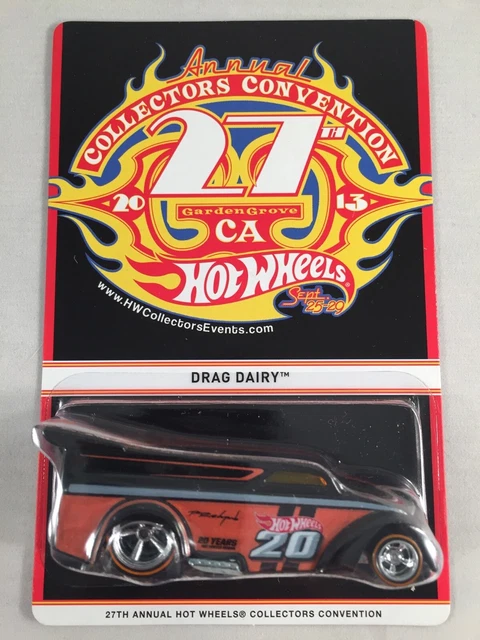 Annual
COLLECTORS CONVENTION
27TH
20 13
Garden Grove
CA
HOT WHEELS®
Sept. 25-29
www.HWCollectorsEvents.com
DRAG DAIRY™
HOT WHEELS
20
20 YEARS
27TH ANNUAL HOT WHEELS® COLLECTORS CONVENTION